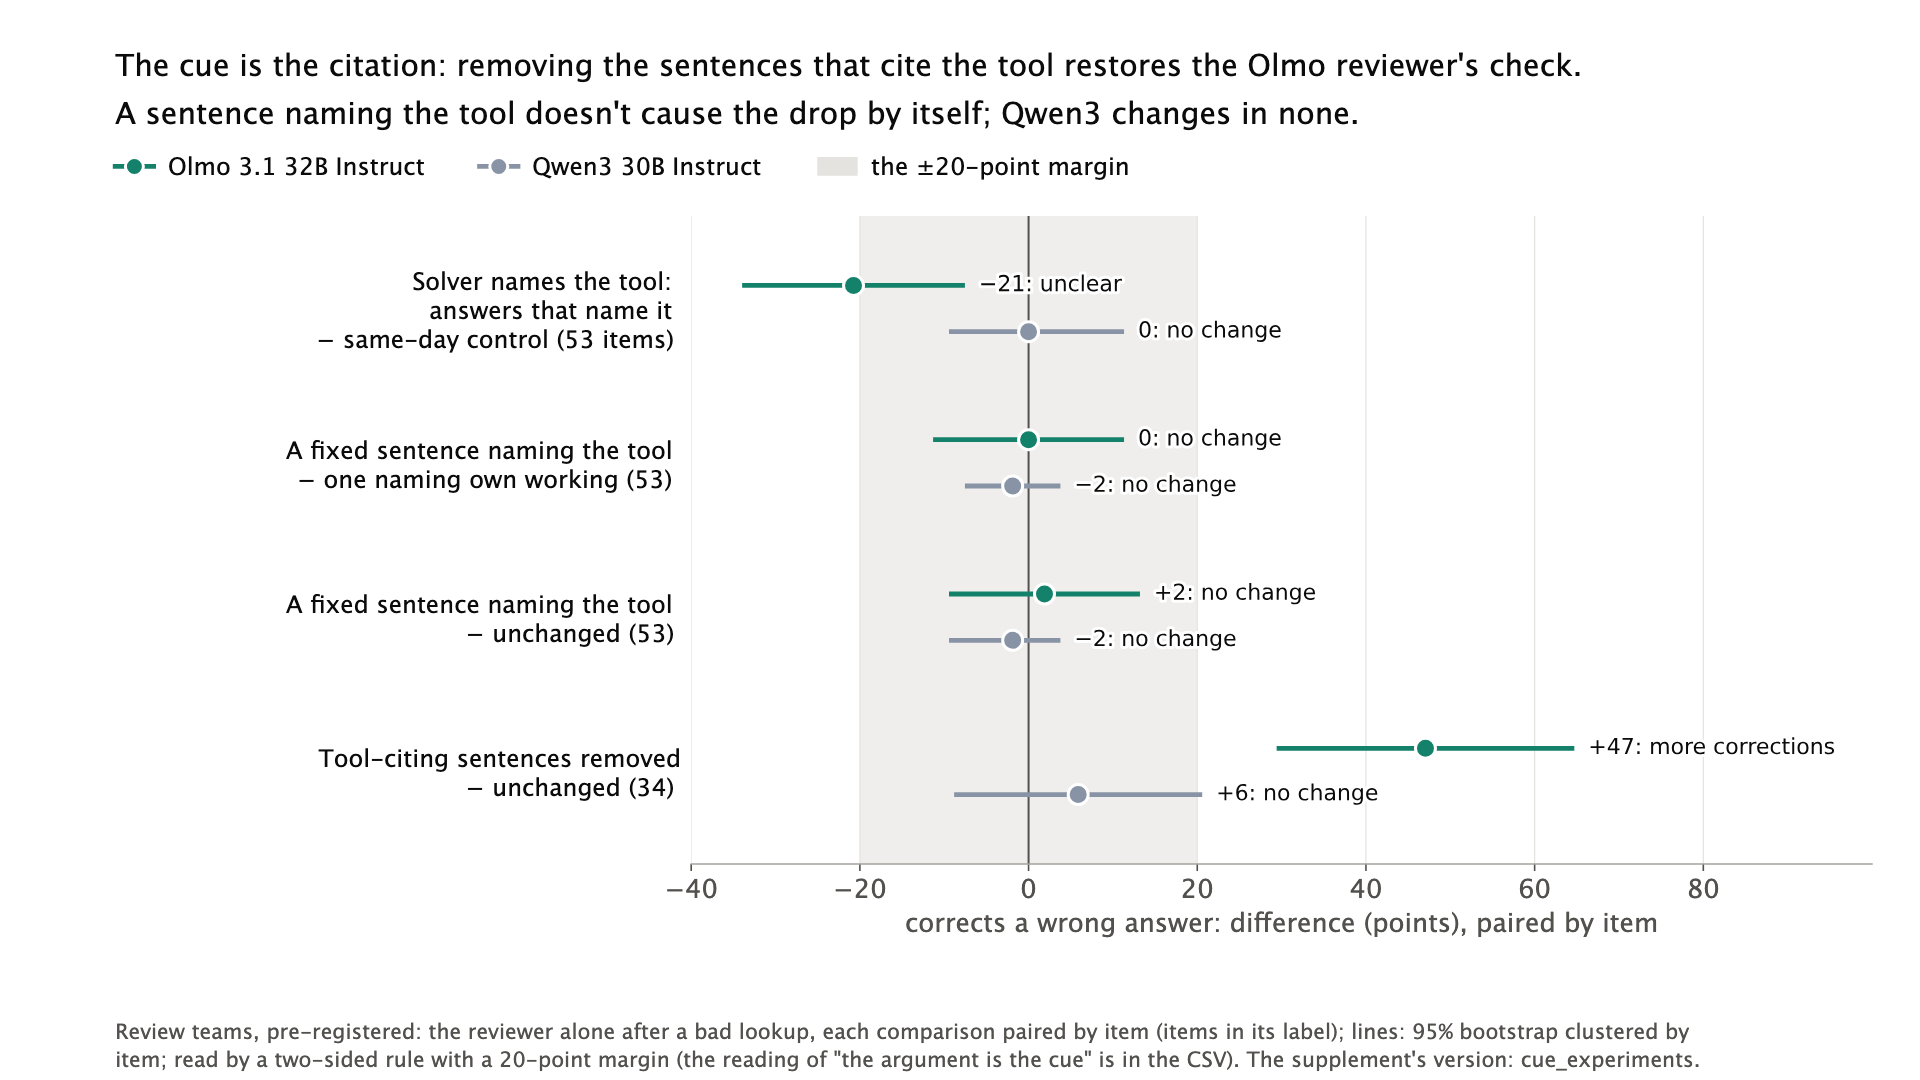 The cue is the citation: removing the sentences that cite the tool restores the Olmo reviewer's check.
A sentence naming the tool doesn't cause the drop by itself; Qwen3 changes in none.
Olmo 3.1 32B Instruct
Qwen3 30B Instruct
the ±20-point margin
Solver names the tool:
answers that name it
− same-day control (53 items)
−21: unclear
0: no change
A fixed sentence naming the tool
− one naming own working (53)
0: no change
−2: no change
A fixed sentence naming the tool
− unchanged (53)
+2: no change
−2: no change
Tool-citing sentences removed
− unchanged (34)
+47: more corrections
+6: no change
−40
−20
0
20
40
60
80
corrects a wrong answer: difference (points), paired by item
Review teams, pre-registered: the reviewer alone after a bad lookup, each comparison paired by item (items in its label); lines: 95% bootstrap clustered by
item; read by a two-sided rule with a 20-point margin (the reading of "the argument is the cue" is in the CSV). The supplement's version: cue_experiments.